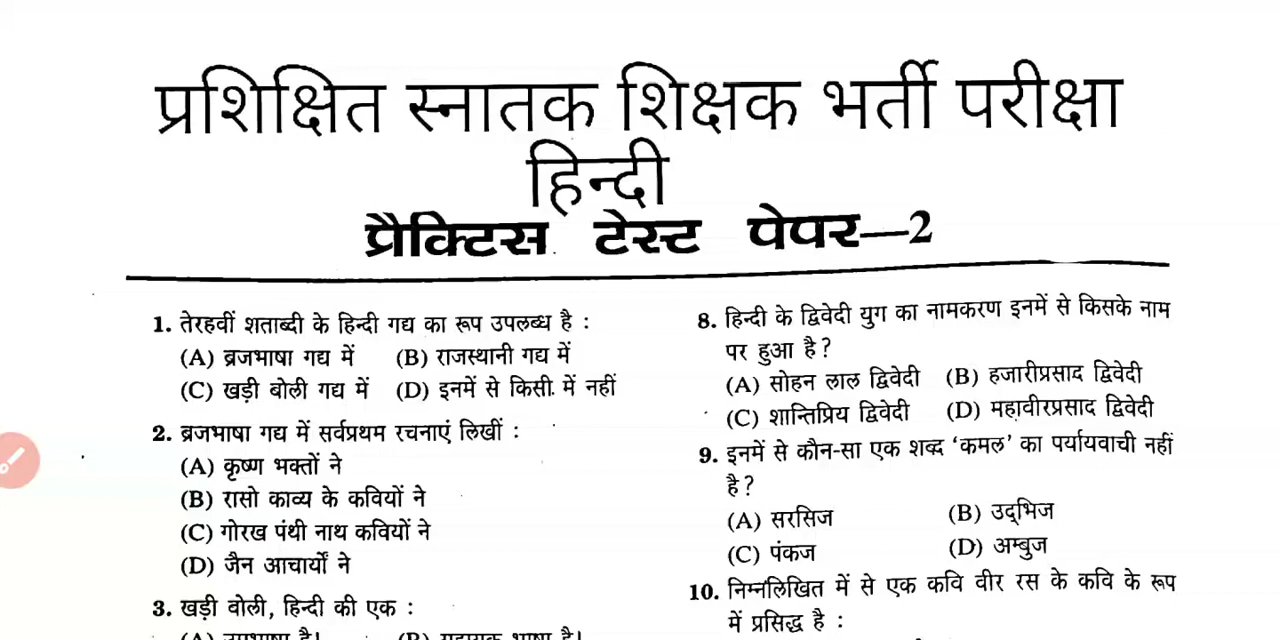 प्रशिक्षित स्नातक शिक्षक भर्ती परीक्षा
हिन्दी
प्रैक्टिस टेस्ट पेपर—2
1. तेरहवीं शताब्दी के हिन्दी गद्य का रूप उपलब्ध है :
(A) ब्रजभाषा गद्य में (B) राजस्थानी गद्य में
(C) खड़ी बोली गद्य में (D) इनमें से किसी में नहीं
2. ब्रजभाषा गद्य में सर्वप्रथम रचनाएं लिखीं :
(A) कृष्ण भक्तों ने
(B) रासो काव्य के कवियों ने
(C) गोरख पंथी नाथ कवियों ने
(D) जैन आचार्यों ने
3. खड़ी बोली, हिन्दी की एक :
(A) उपभाषा है। (B) सहायक भाषा है।
8. हिन्दी के द्विवेदी युग का नामकरण इनमें से किसके नाम
पर हुआ है?
(A) सोहन लाल द्विवेदी (B) हजारीप्रसाद द्विवेदी
(C) शान्तिप्रिय द्विवेदी (D) महावीरप्रसाद द्विवेदी
9. इनमें से कौन-सा एक शब्द ‘कमल’ का पर्यायवाची नहीं
है?
(A) सरसिज (B) उद्‌भिज
(C) पंकज (D) अम्बुज
10. निम्नलिखित में से एक कवि वीर रस के कवि के रूप
में प्रसिद्ध है :